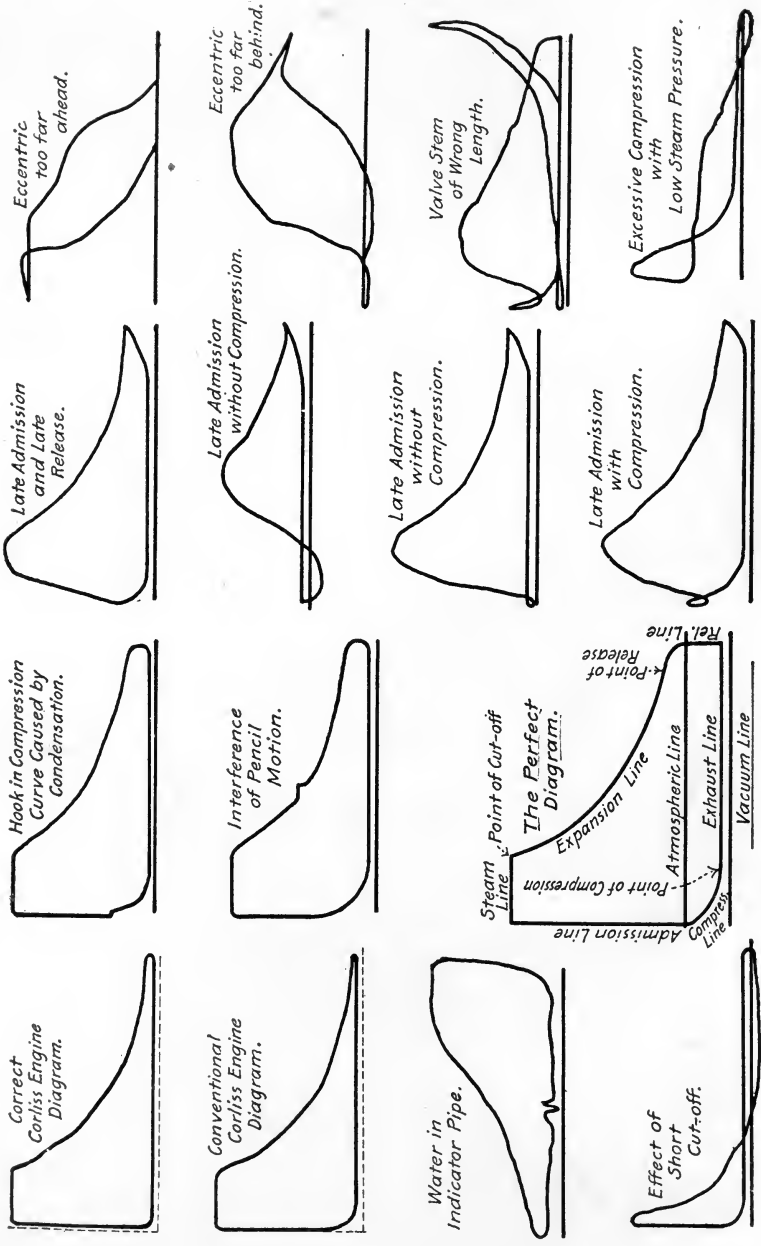 Correct
Corliss Engine
Diagram.
Hook in Compression
Curve Caused by
Condensation.
Late Admission
and Late
Release.
Eccentric
too far
ahead.
Conventional
Corliss Engine
Diagram.
Interference
of Pencil
Motion.
Late Admission
without Compression.
Eccentric
too far
behind.
Water in
Indicator Pipe.
Steam
Line
Point of Cut-off
The Perfect
Diagram.
Expansion Line
Point of
Release
Admission Line
Point of Compression
Atmospheric Line
Rel. Line
Compress.
Line
Exhaust Line
Vacuum Line
Late Admission
without
Compression.
Valve Stem
of Wrong
Length.
Effect of
Short
Cut-off.
Late Admission
with
Compression.
Excessive Compression
with
Low Steam Pressure.